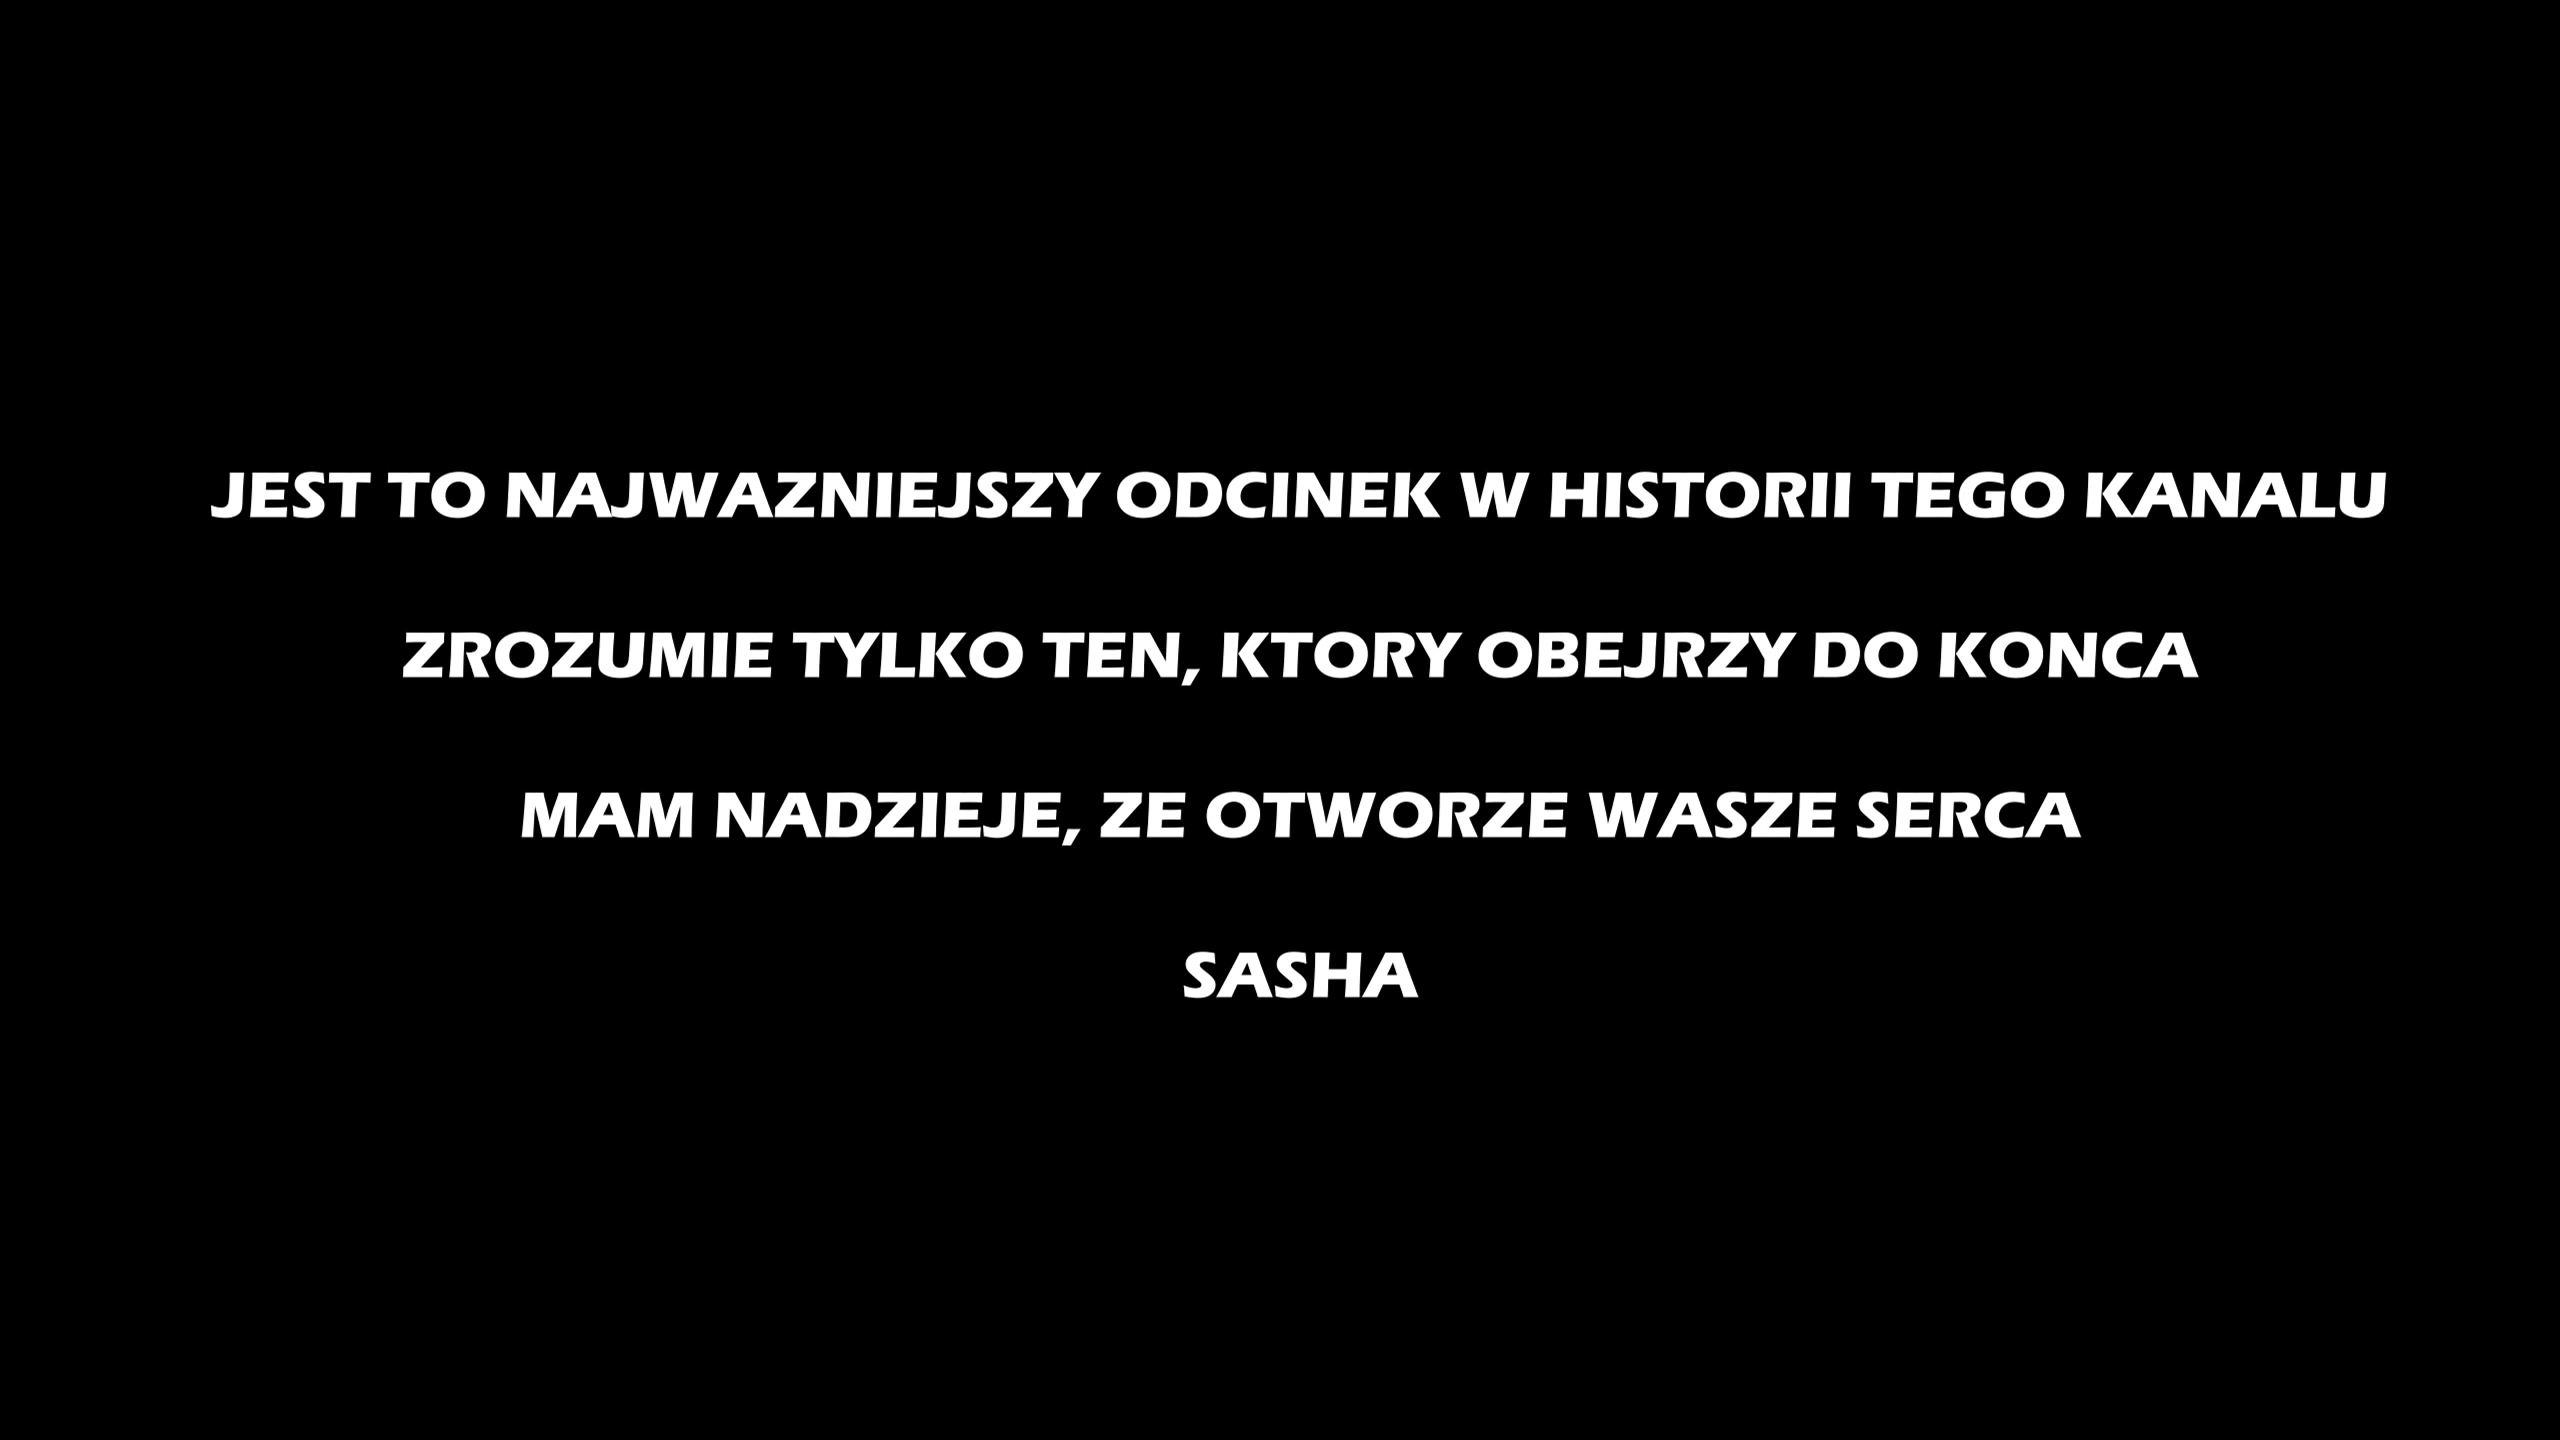 JEST TO NAJWAZNIEJSZY ODCINEK W HISTORII TEGO KANALU
ZROZUMIE TYLKO TEN, KTORY OBEJRZY DO KONCA
MAM NADZIEJE, ZE OTWORZE WASZE SERCA
SASHA